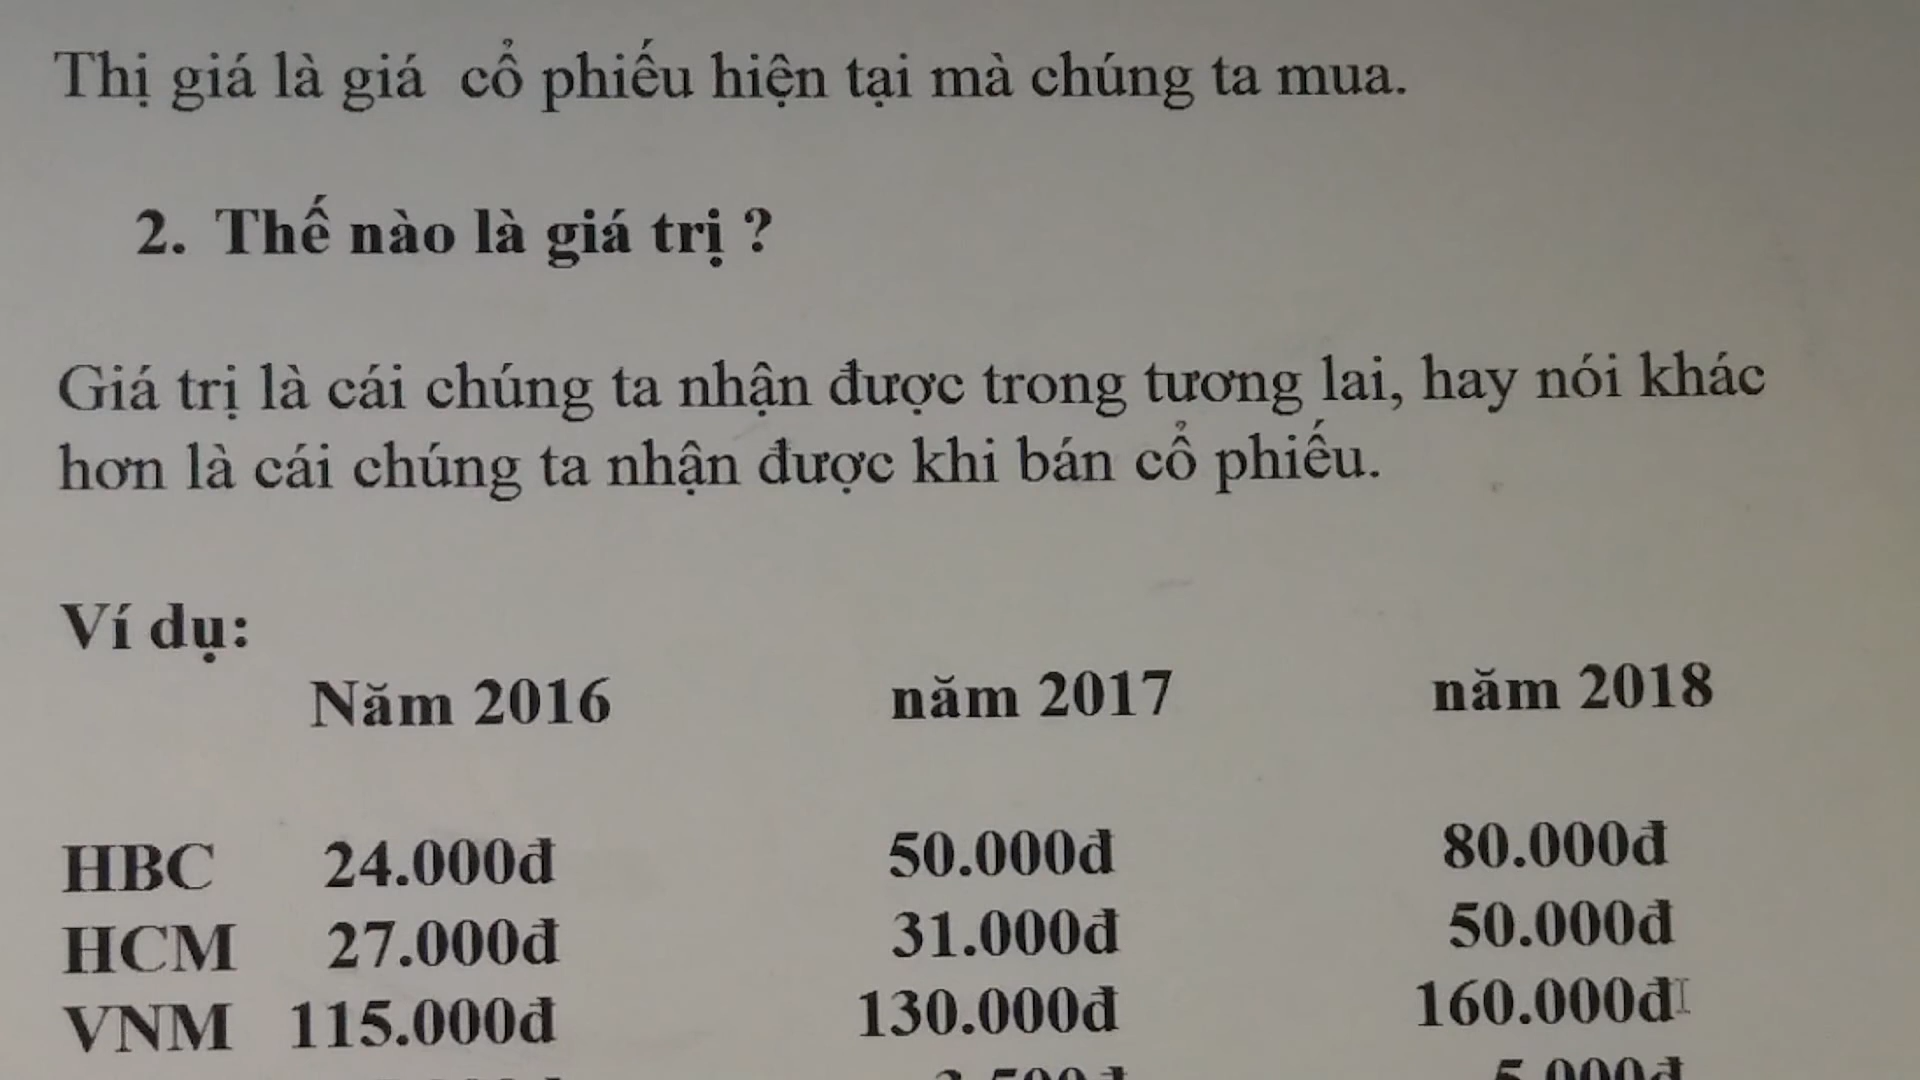 Thị giá là giá cổ phiếu hiện tại mà chúng ta mua.
2. Thế nào là giá trị ?
Giá trị là cái chúng ta nhận được trong tương lai, hay nói khác
hơn là cái chúng ta nhận được khi bán cổ phiếu.
Ví dụ:
Năm 2016 năm 2017 năm 2018
HBC 24.000đ 50.000đ 80.000đ
HCM 27.000đ 31.000đ 50.000đ
VNM 115.000đ 130.000đ 160.000đ